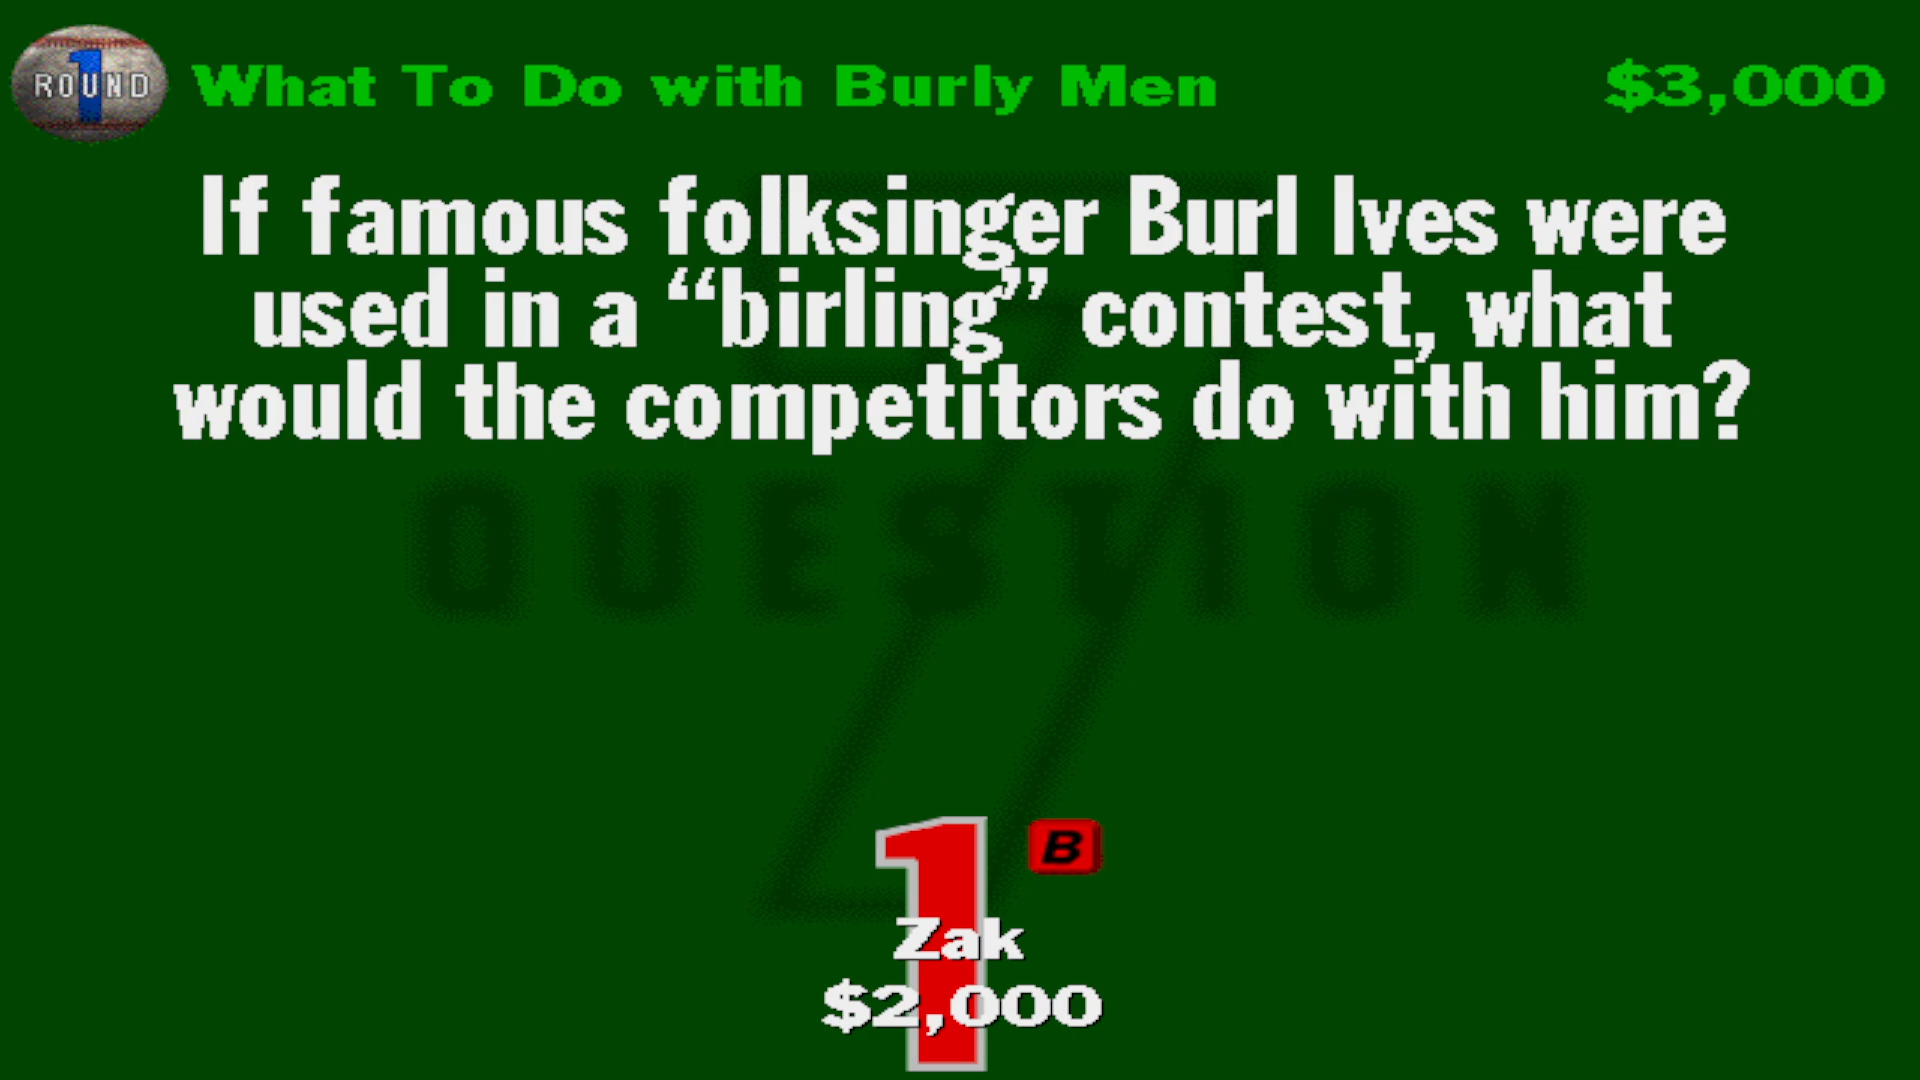 ROUND 1
What To Do with Burly Men
$3,000
If famous folksinger Burl Ives were
used in a “birling” contest, what
would the competitors do with him?
7
QUESTION
1
B
Zak
$2,000